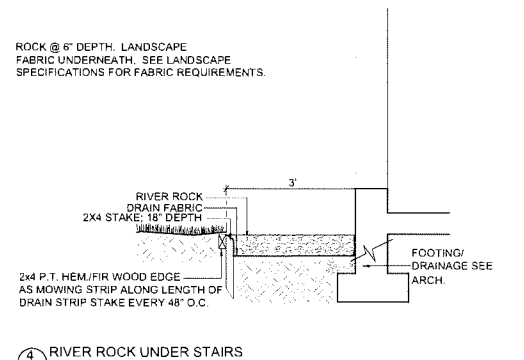 ROCK @ 6" DEPTH. LANDSCAPE
FABRIC UNDERNEATH. SEE LANDSCAPE
SPECIFICATIONS FOR FABRIC REQUIREMENTS.
3'
RIVER ROCK
DRAIN FABRIC
2X4 STAKE; 18" DEPTH
FOOTING/
DRAINAGE SEE
ARCH.
2x4 P.T. HEM./FIR WOOD EDGE
AS MOWING STRIP ALONG LENGTH OF
DRAIN STRIP STAKE EVERY 48" O.C.
4 RIVER ROCK UNDER STAIRS